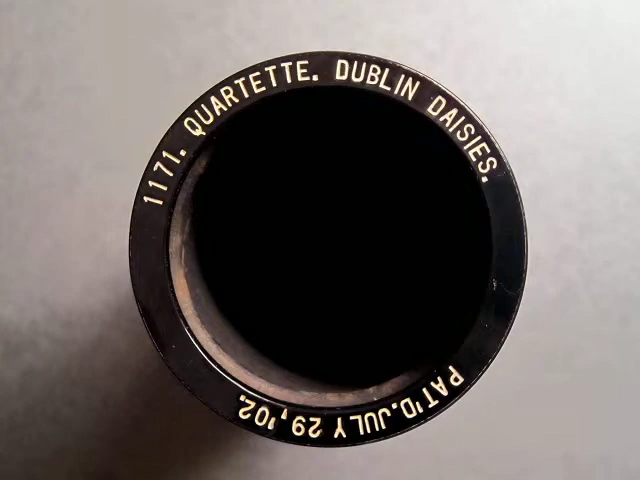 1171. QUARTETTE. DUBLIN DAISIES.
PAT'D. JULY 29, '02.